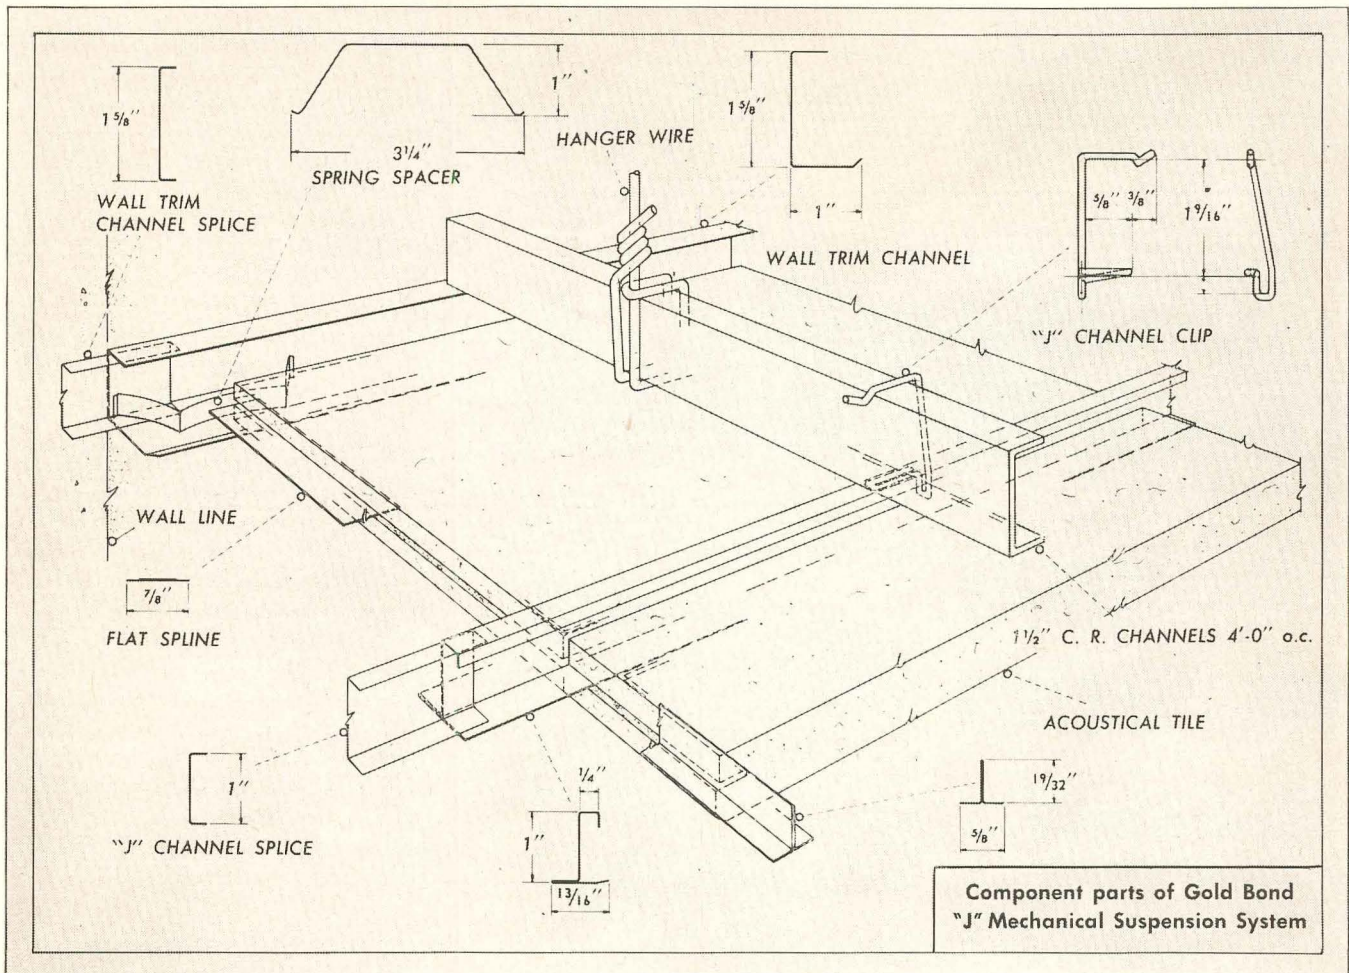 1 5/8"
WALL TRIM
CHANNEL SPLICE
1"
3 1/4"
SPRING SPACER
HANGER WIRE
1 5/8"
1"
WALL TRIM CHANNEL
5/8" 3/8"
1 9/16"
"J" CHANNEL CLIP
WALL LINE
7/8"
FLAT SPLINE
1 1/2" C. R. CHANNELS 4'-0" o.c.
ACOUSTICAL TILE
1"
"J" CHANNEL SPLICE
1/4"
1"
13/16"
19/32"
5/8"
Component parts of Gold Bond
"J" Mechanical Suspension System